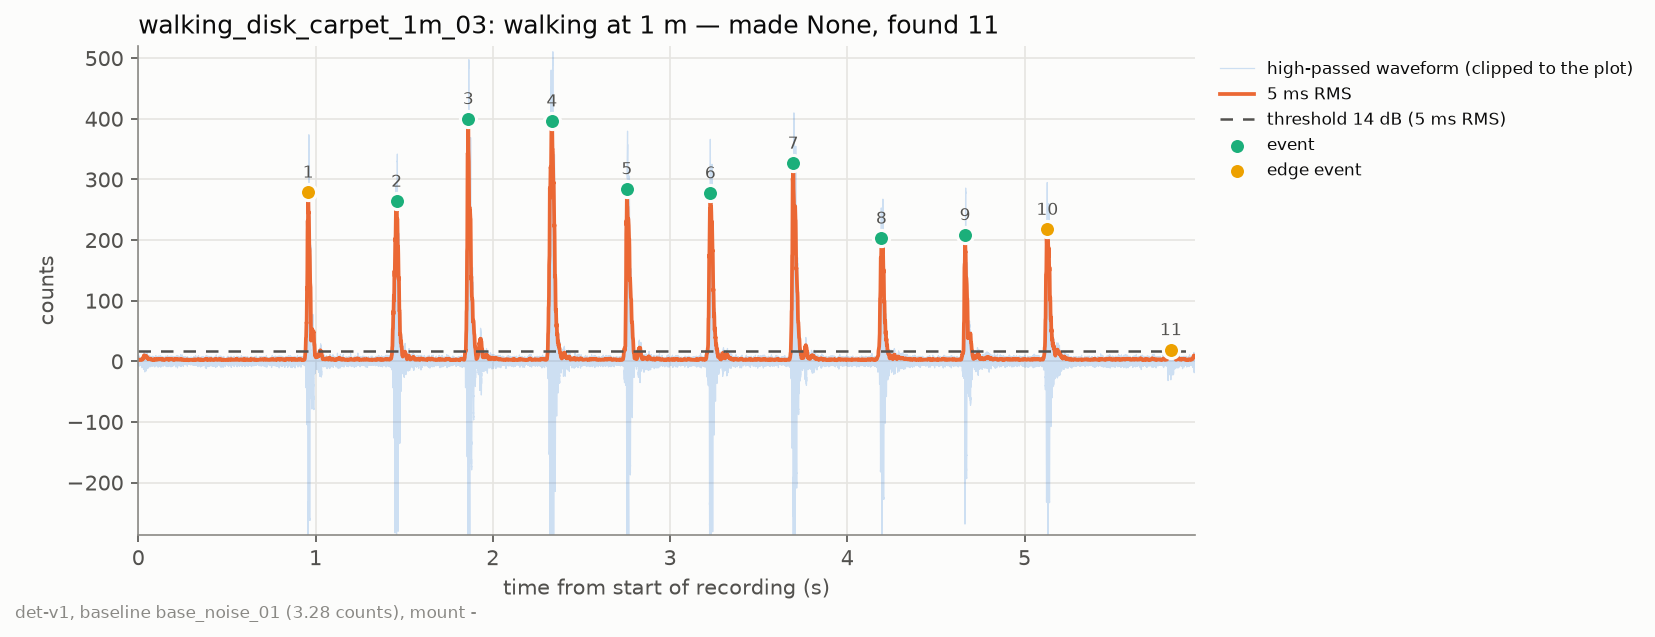 walking_disk_carpet_1m_03: walking at 1 m — made None, found 11
high-passed waveform (clipped to the plot)
5 ms RMS
threshold 14 dB (5 ms RMS)
event
edge event
counts
500
400
300
200
100
0
−100
−200
1
2
3
4
5
6
7
8
9
10
11
0
1
2
3
4
5
time from start of recording (s)
det-v1, baseline base_noise_01 (3.28 counts), mount -